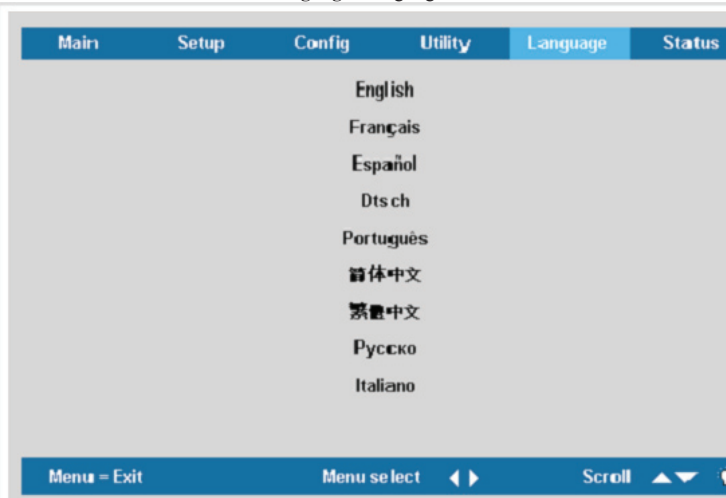 Main Setup Config Utility Language Status
English
Français
Español
Dtsch
Português
简体中文
繁體中文
Русско
Italiano
Menu = Exit Menu select Scroll